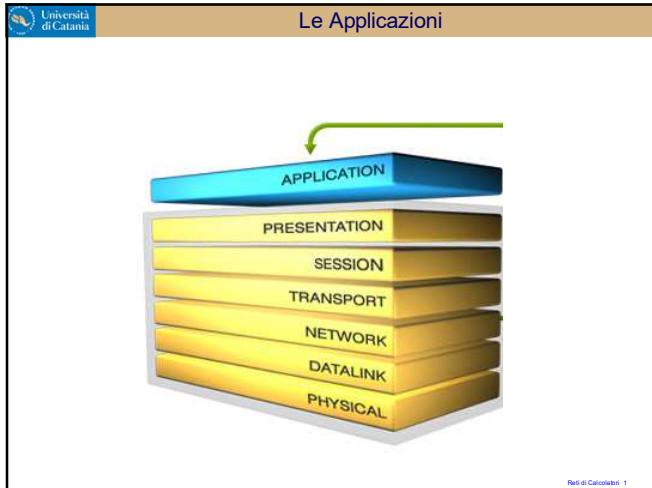 Università
di Catania
Le Applicazioni
APPLICATION
PRESENTATION
SESSION
TRANSPORT
NETWORK
DATALINK
PHYSICAL
Reti di Calcolatori 1